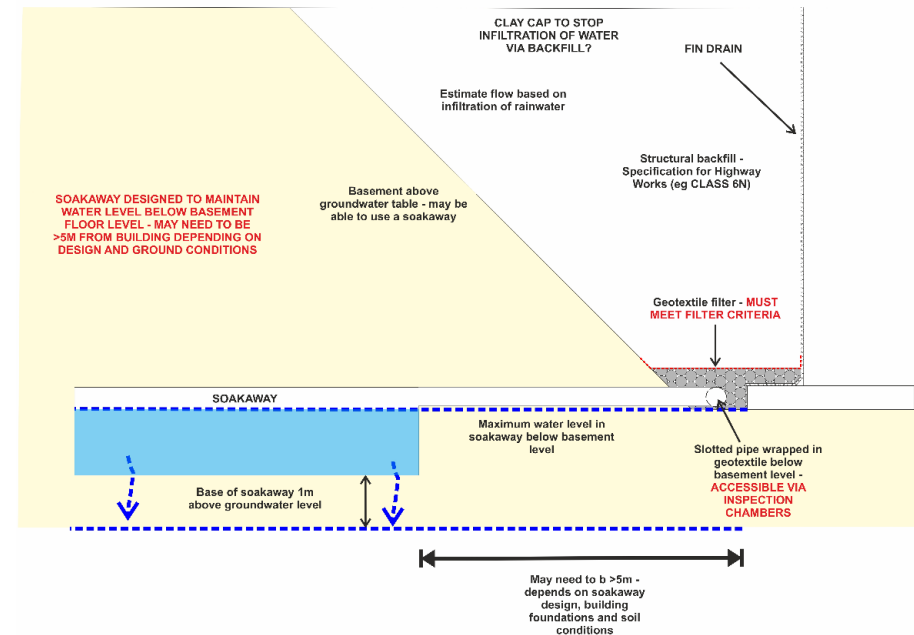 CLAY CAP TO STOP
INFILTRATION OF WATER
VIA BACKFILL?
FIN DRAIN
Estimate flow based on
infiltration of rainwater
Structural backfill -
Specification for Highway
Works (eg CLASS 6N)
Basement above
groundwater table - may be
able to use a soakaway
SOAKAWAY DESIGNED TO MAINTAIN
WATER LEVEL BELOW BASEMENT
FLOOR LEVEL - MAY NEED TO BE
>5M FROM BUILDING DEPENDING ON
DESIGN AND GROUND CONDITIONS
Geotextile filter - MUST
MEET FILTER CRITERIA
SOAKAWAY
Maximum water level in
soakaway below basement
level
Slotted pipe wrapped in
geotextile below
basement level -
ACCESSIBLE VIA
INSPECTION
CHAMBERS
Base of soakaway 1m
above groundwater level
May need to b >5m -
depends on soakaway
design, building
foundations and soil
conditions